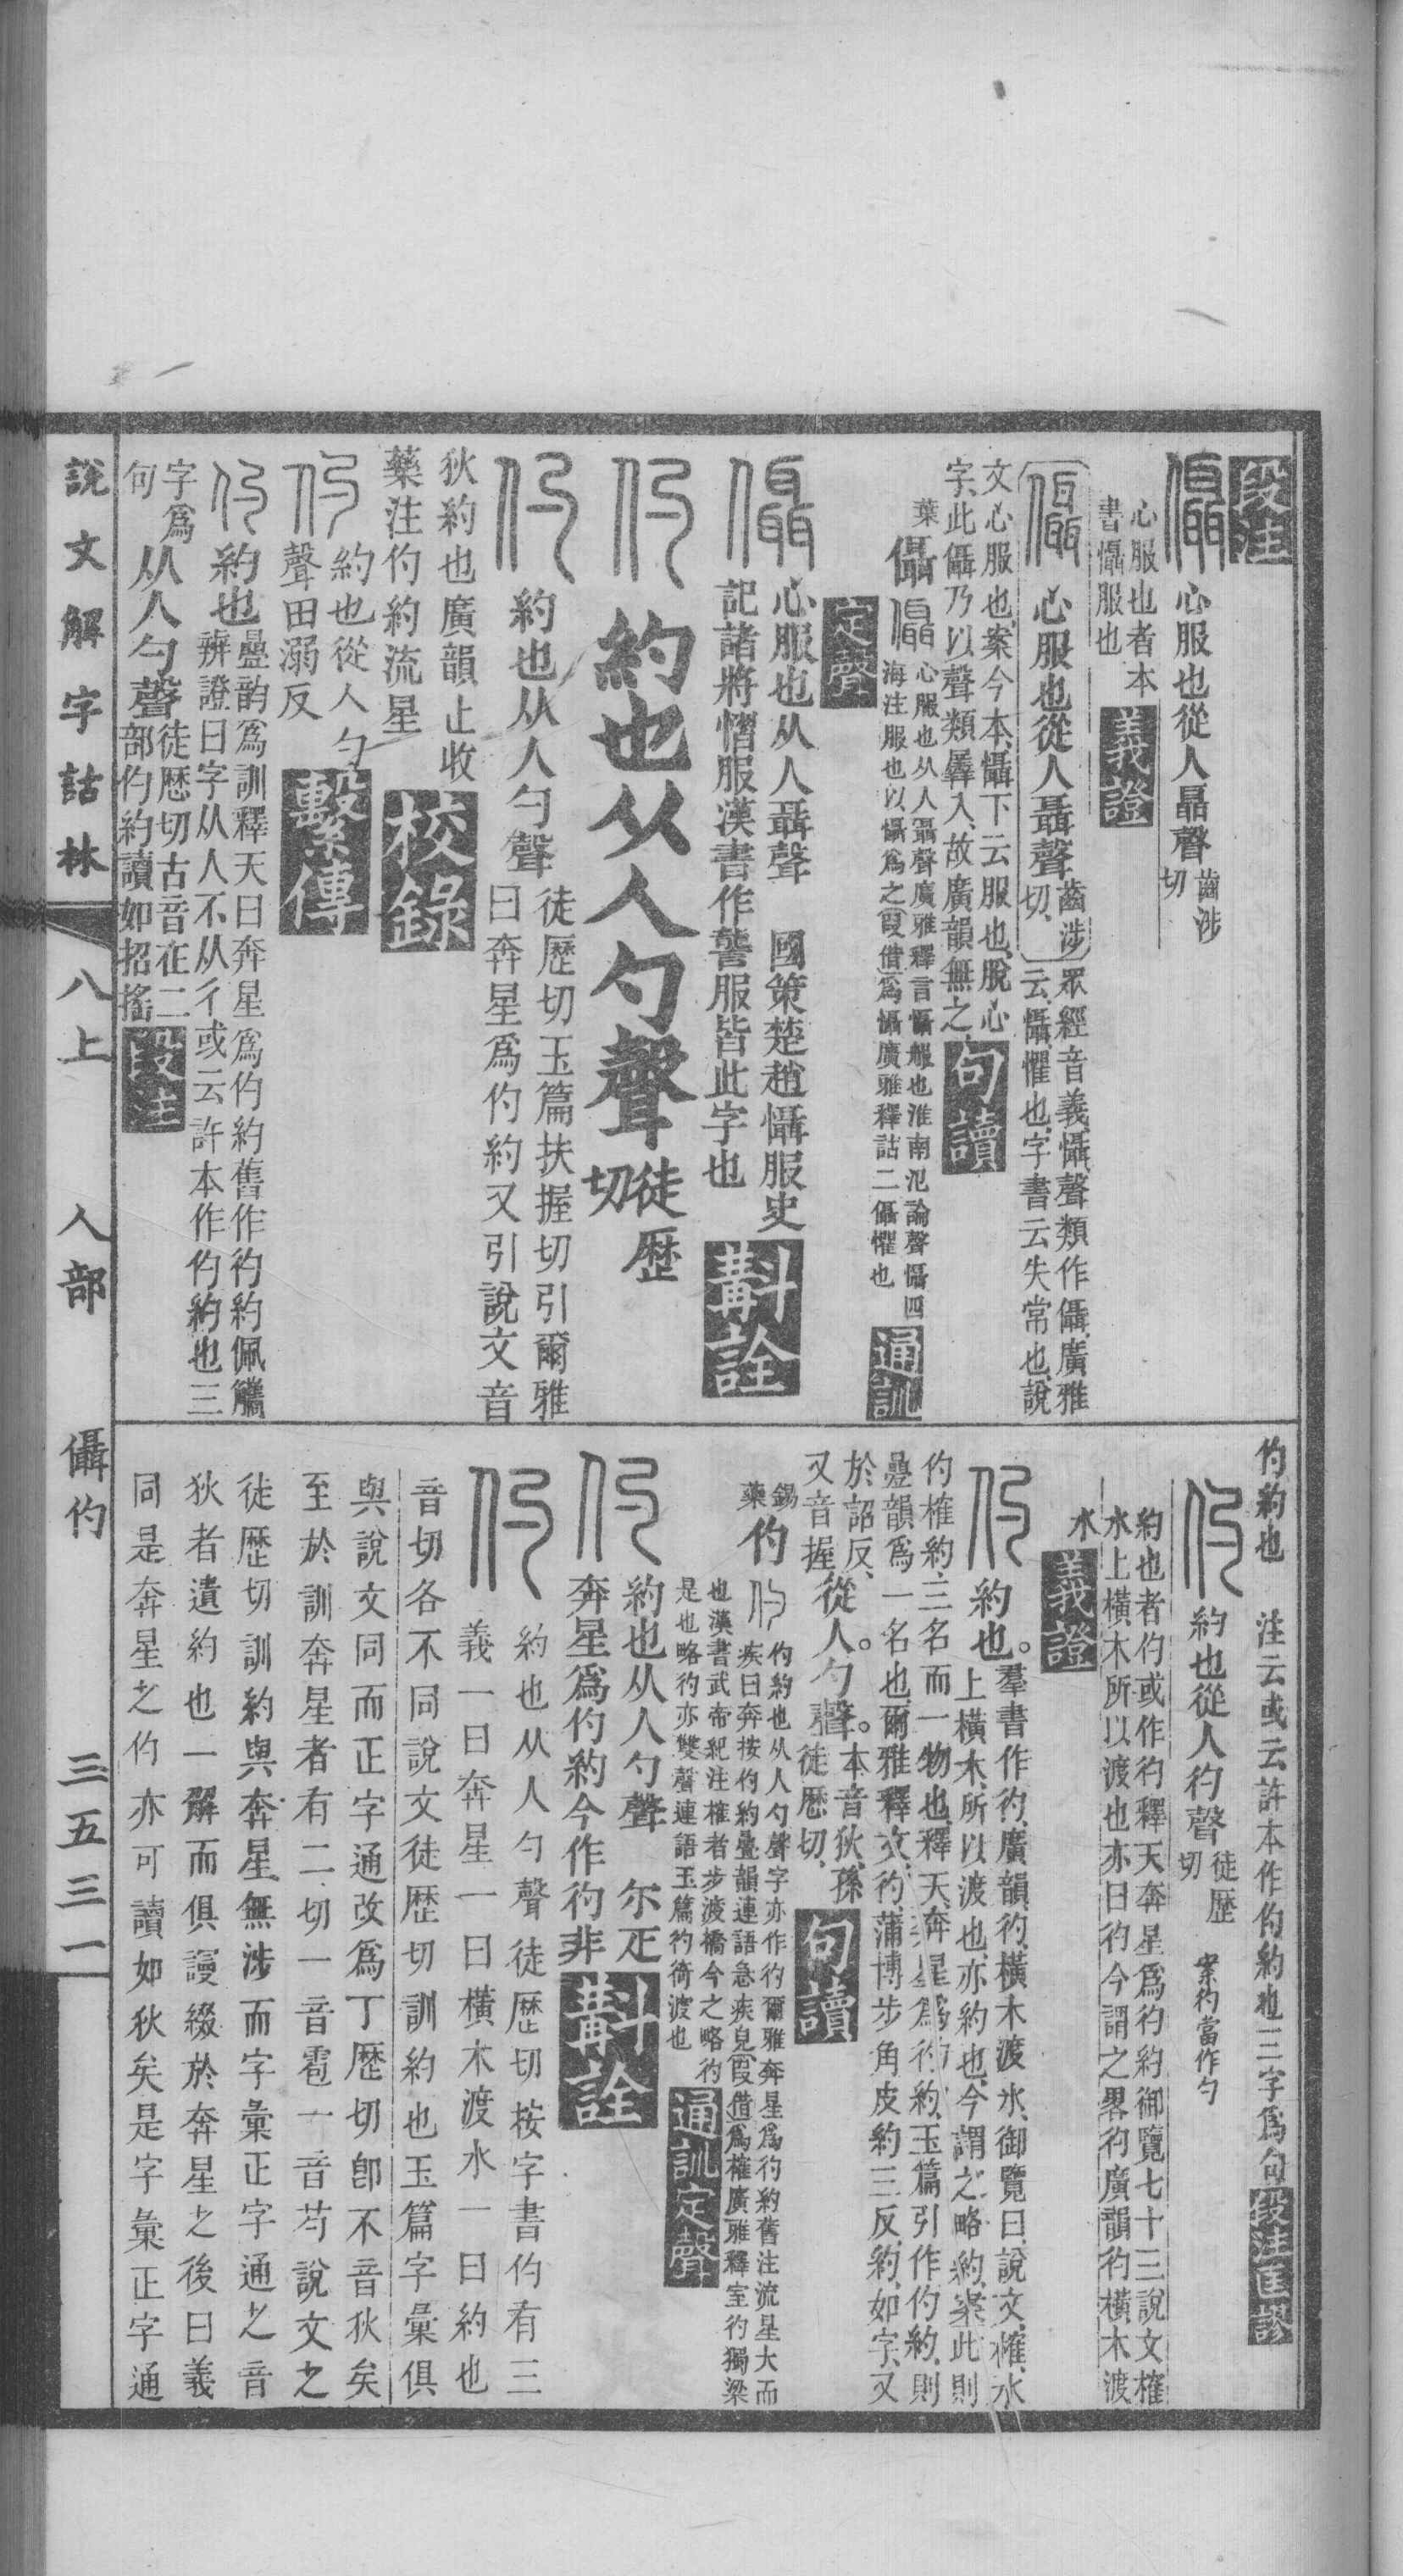 段注
心服也從人聶聲齒涉切
心服也者本書懾服也
義證
心服也從人聶聲齒涉切、
眾經音義、懾聲類作儑、廣雅云、懾、懼也、字書云失常也、說
文心服也、案今本懾下云服也、脫心
字、此儑乃以聲類羼入、故廣韻無之、
句讀
葉
儑
心服也从人聶聲廣雅釋言懾服也淮南氾論聲懾四海注服也以懾爲之叚借爲懾廣雅釋詁二儑懼也
通訓定聲
心服也从人聶聲 國策楚趙懾服史
記諸將慴服漢書作讋服皆此字也
斠詮
約也从人勺聲徒歷切
約也从人勺聲徒歷切玉篇扶握切引爾雅
曰奔星爲仢約又引說文音
狄約也廣韻止收
藥注仢約流星
校錄
約也從人勺
聲田溺反
繫傳
約也疊韵爲訓釋天曰奔星爲仢約舊作彴約佩觿
辨證曰字从人不从彳或云許本作仢約也三
字爲句从人勺聲徒歷切古音在二
部仢約讀如招搖
段注
仢約也 注云或云許本作仢約也三字爲句
段注匡謬
約也從人彴聲徒歷切 案彴當作勺
約也者仢或作彴釋天奔星爲彴約御覽七十三說文榷
水上橫木所以渡也亦曰彴今謂之畧彴廣韻彴橫木渡
水
義證
約也。羣書作彴、廣韻彴、橫木渡水、御覽曰、說文、榷、水
上橫木、所以渡也、亦約也、今謂之略約、案此則
仢榷約、三名而一物也、釋天、奔星爲彴約、玉篇引作仢約、則
疊韻爲一名也、爾雅釋文、彴、蒲博步角皮約三反、約、如字、又
於詔反、
又音握、從人。勺聲。本音狄、孫徒歷切、
句讀
錫藥
仢
仢約也从人勺聲字亦作彴爾雅奔星爲彴約舊注流星大而
疾曰奔按仢約疊韻連語急疾皃叚借爲榷廣雅釋室彴獨梁
也漢書武帝紀注榷者步渡橋今之略彴
是也略彴亦雙聲連語玉篇彴徛渡也
通訓定聲
約也从人勺聲 尔疋
奔星爲仢約今作彴非
斠詮
約也从人勺聲徒歷切按字書仢有三
義一曰奔星一曰橫木渡水一曰約也
音切各不同說文徒歷切訓約也玉篇字彙俱
與說文同而正字通改爲丁歷切卽不音狄矣
至於訓奔星者有二切一音雹一音芍說文之
徒歷切訓約與奔星無涉而字彙正字通之音
狄者遺約也一解而俱謾綴於奔星之後曰義
同是奔星之仢亦可讀如狄矣是字彙正字通
說文解字詁林 八上 人部 儑仢 三五三一